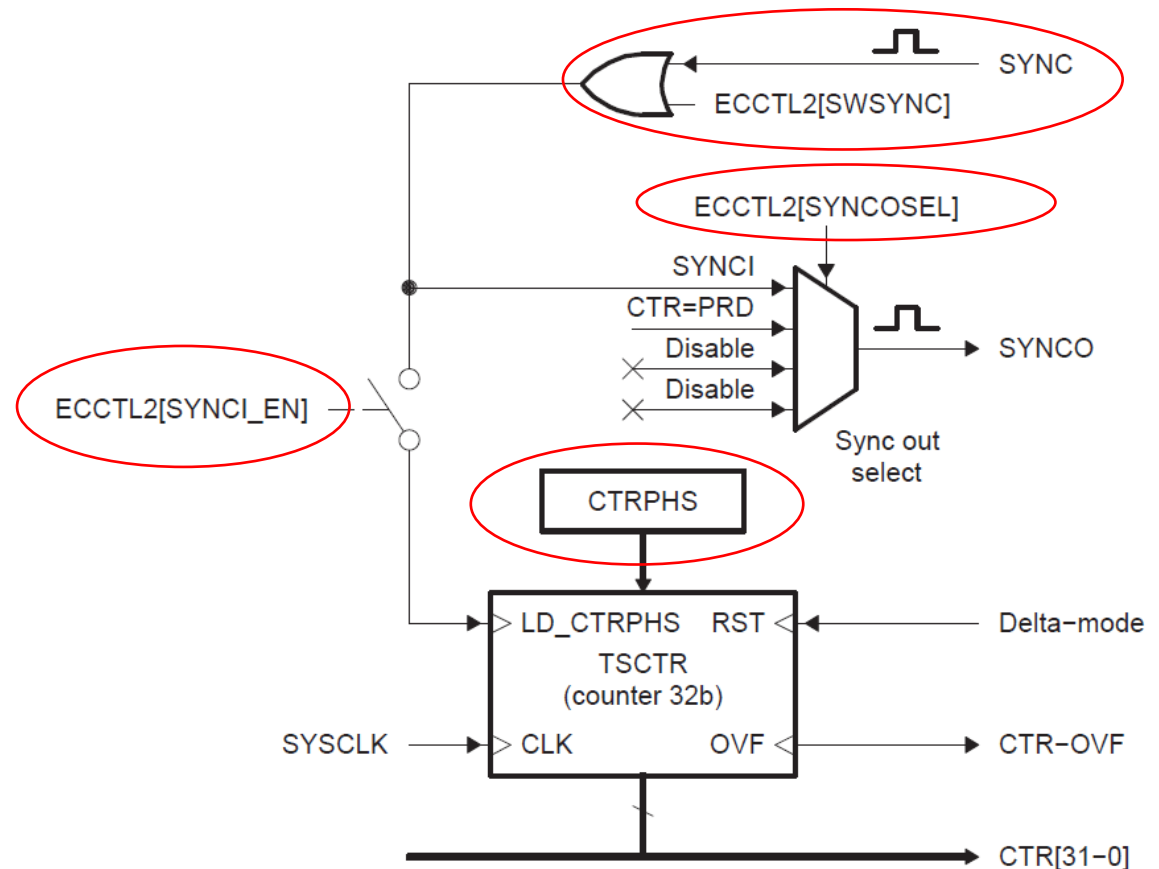 SYNC
ECCTL2[SWSYNC]
ECCTL2[SYNCOSEL]
SYNCI
CTR=PRD
Disable
Disable
SYNCO
Sync out
select
ECCTL2[SYNCI_EN]
CTRPHS
LD_CTRPHS
RST
Delta−mode
TSCTR
(counter 32b)
SYSCLK
CLK
OVF
CTR−OVF
CTR[31−0]